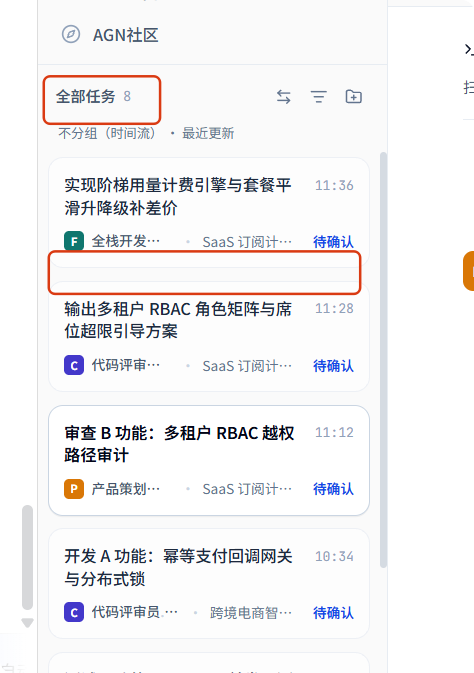 AGN社区
全部任务 8
不分组（时间流） • 最近更新
实现阶梯用量计费引擎与套餐平 11:36
滑升降级补差价
F 全栈开发… • SaaS 订阅计… 待确认
输出多租户 RBAC 角色矩阵与席 11:28
位超限引导方案
C 代码评审… • SaaS 订阅计… 待确认
审查 B 功能：多租户 RBAC 越权 11:12
路径审计
P 产品策划… • SaaS 订阅计… 待确认
开发 A 功能：幂等支付回调网关 10:34
与分布式锁
C 代码评审员… • 跨境电商智… 待确认